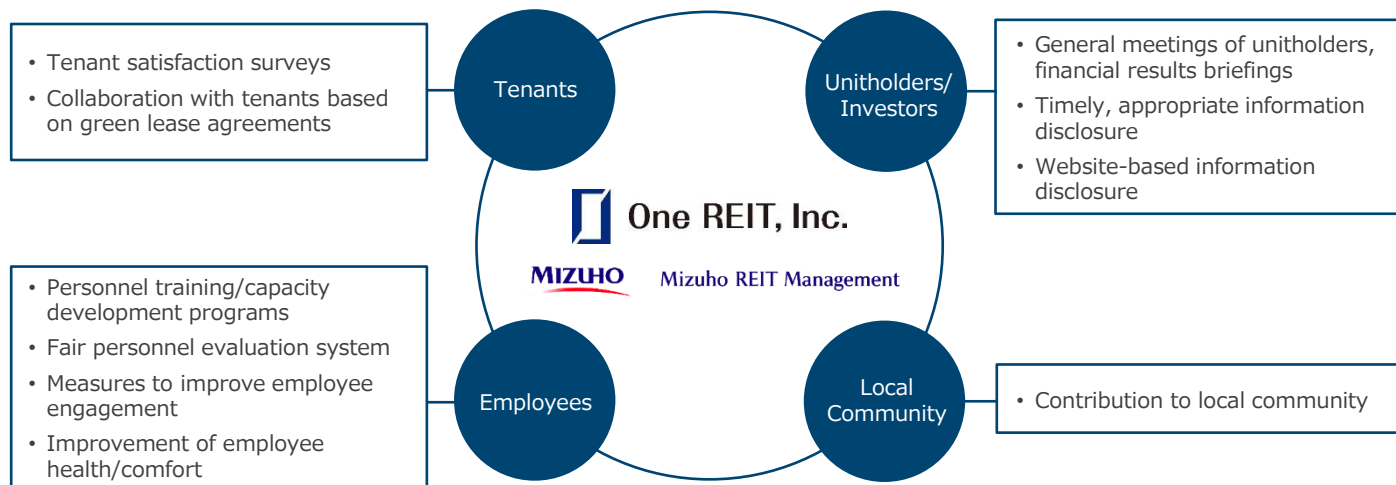 • Tenant satisfaction surveys
• Collaboration with tenants based
on green lease agreements
Tenants
Unitholders/
Investors
• General meetings of unitholders,
financial results briefings
• Timely, appropriate information
disclosure
• Website-based information
disclosure
One REIT, Inc.
MIZUHO Mizuho REIT Management
• Personnel training/capacity
development programs
• Fair personnel evaluation system
• Measures to improve employee
engagement
• Improvement of employee
health/comfort
Employees
Local
Community
• Contribution to local community